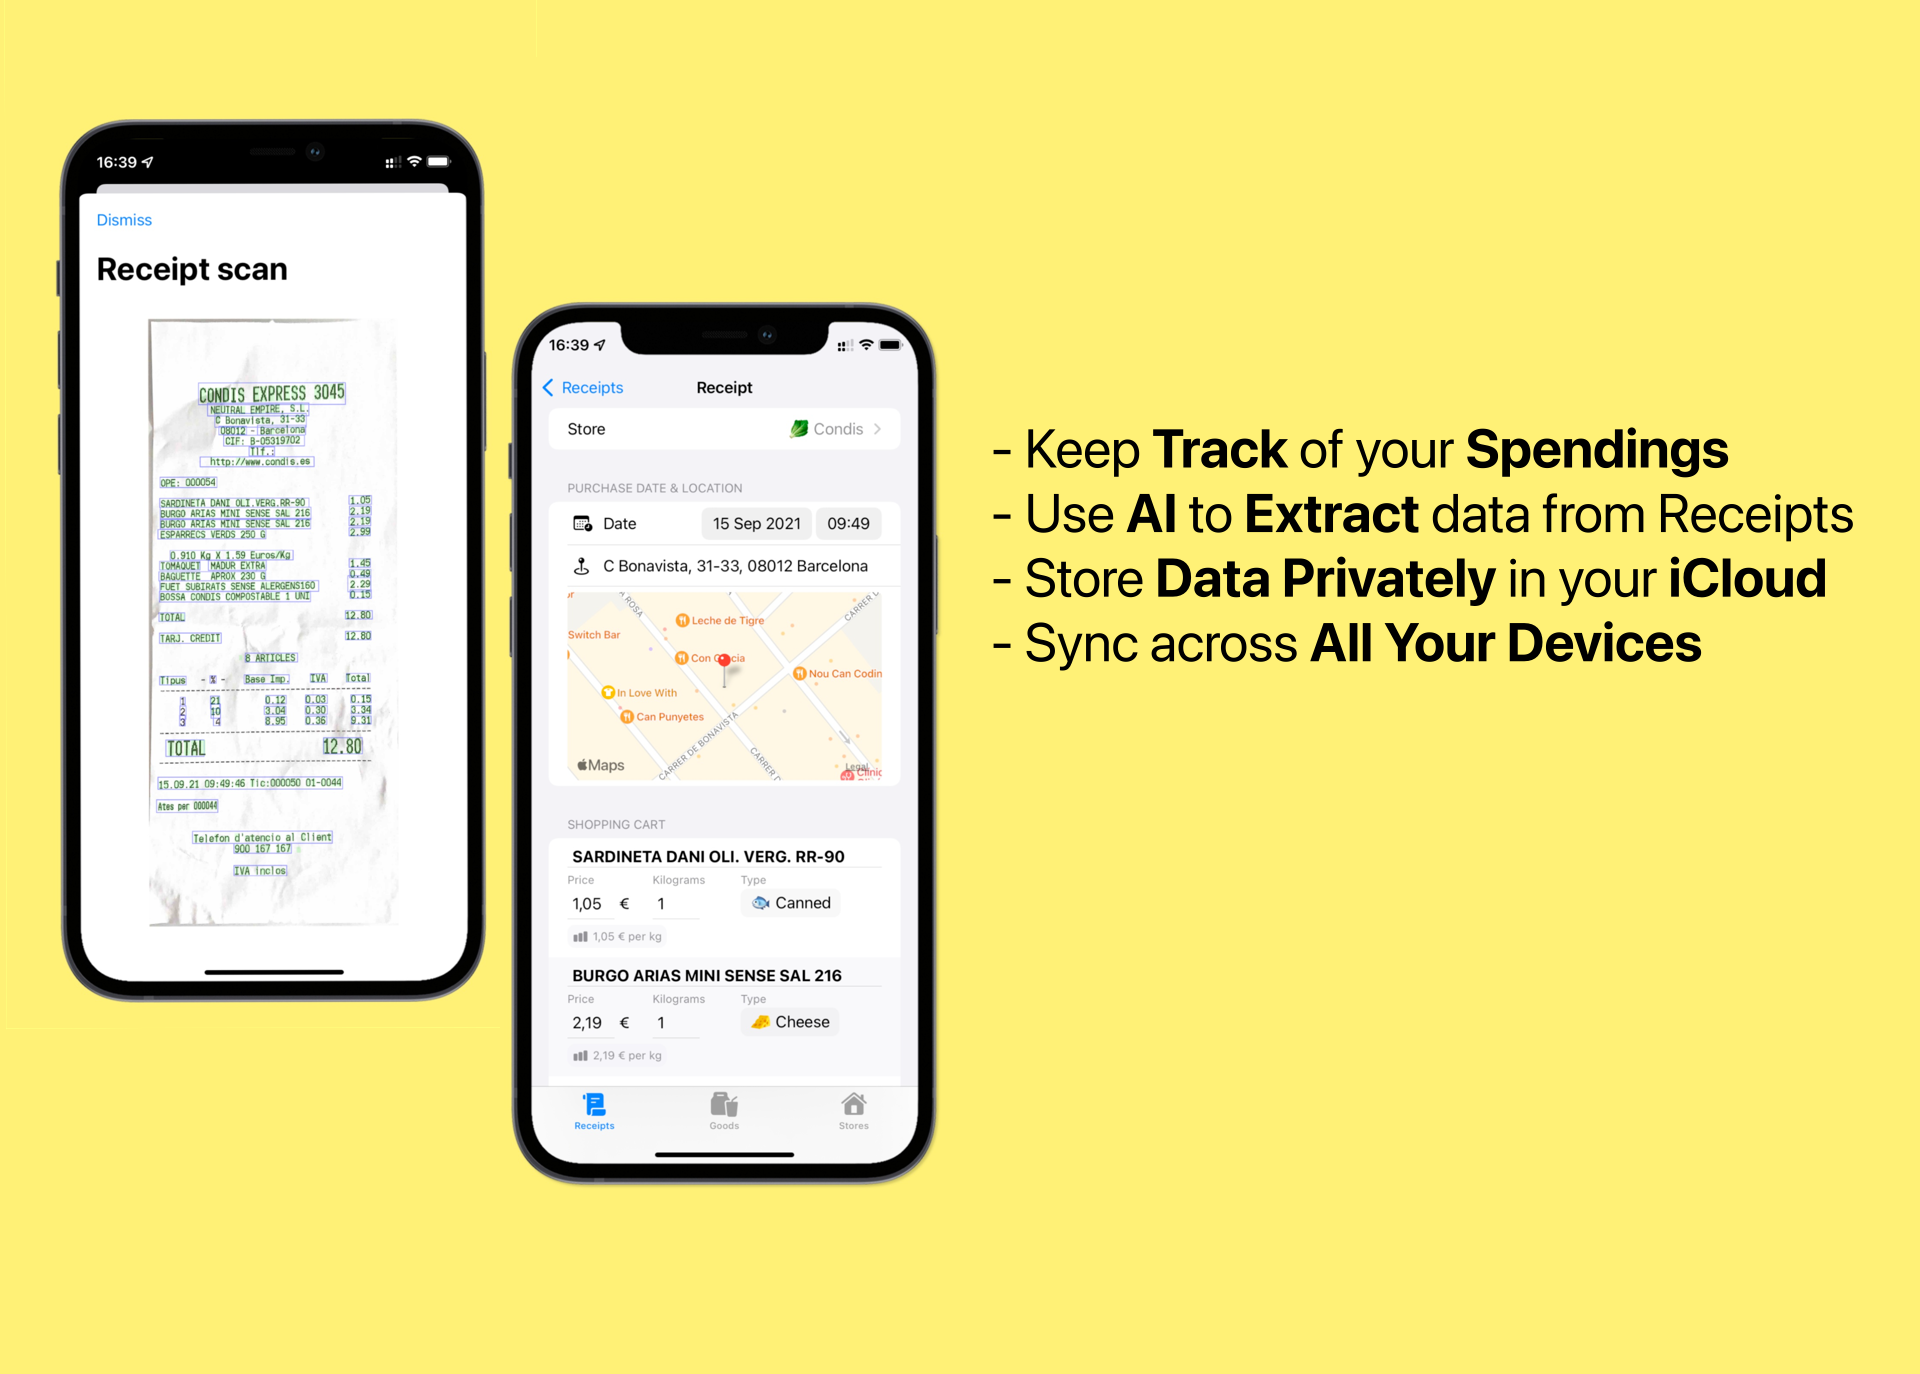 16:39
Dismiss
Receipt scan
CONDIS EXPRESS 3045
NEUTRAL EMPIRE, S.L.
C Bonavista, 31-33
08012 - Barcelona
CIF: B-05319702
Tlf.:
http://www.condis.es
OPE: 000054
SARDINETA DANI OLI.VERG.RR-90 1.05
BURGO ARIAS MINI SENSE SAL 216 2.19
BURGO ARIAS MINI SENSE SAL 216 2.19
ESPARRECS VERDS 250 G 2.99
0.910 Kg X 1.59 Euros/Kg
TOMAQUET MADUR EXTRA 1.45
BAGUETTE APROX 230 G 0.49
FUET SUBIRATS SENSE ALERGENS160 2.29
BOSSA CONDIS COMPOSTABLE 1 UNI 0.15
TOTAL 12.80
TARJ. CREDIT 12.80
8 ARTICLES
Tipus - % - Base Imp. IVA Total
1 21 0.12 0.03 0.15
2 10 3.04 0.30 3.34
3 4 8.95 0.36 9.31
TOTAL 12.80
15.09.21 09:49:46 Tic:000050 01-0044
Ates per 000044
Telefon d'atencio al Client
900 167 167
IVA inclos
16:39
Receipts Receipt
Store Condis
PURCHASE DATE & LOCATION
Date 15 Sep 2021 09:49
C Bonavista, 31-33, 08012 Barcelona
A ROSA
CARRER D
Leche de Tigre
Switch Bar
Con Gracia
Nou Can Codin
In Love With
Can Punyetes
CARRER DE BONAVISTA
CARRER D
Maps
Legal
Clínic
SHOPPING CART
SARDINETA DANI OLI. VERG. RR-90
Price Kilograms Type
1,05 € 1 Canned
1,05 € per kg
BURGO ARIAS MINI SENSE SAL 216
Price Kilograms Type
2,19 € 1 Cheese
2,19 € per kg
Receipts Goods Stores
- Keep Track of your Spendings
- Use AI to Extract data from Receipts
- Store Data Privately in your iCloud
- Sync across All Your Devices